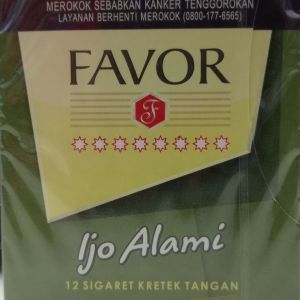 MEROKOK SEBABKAN KANKER TENGGOROKAN
LAYANAN BERHENTI MEROKOK (0800-177-6565)
FAVOR
F
Ijo Alami
12 SIGARET KRETEK TANGAN